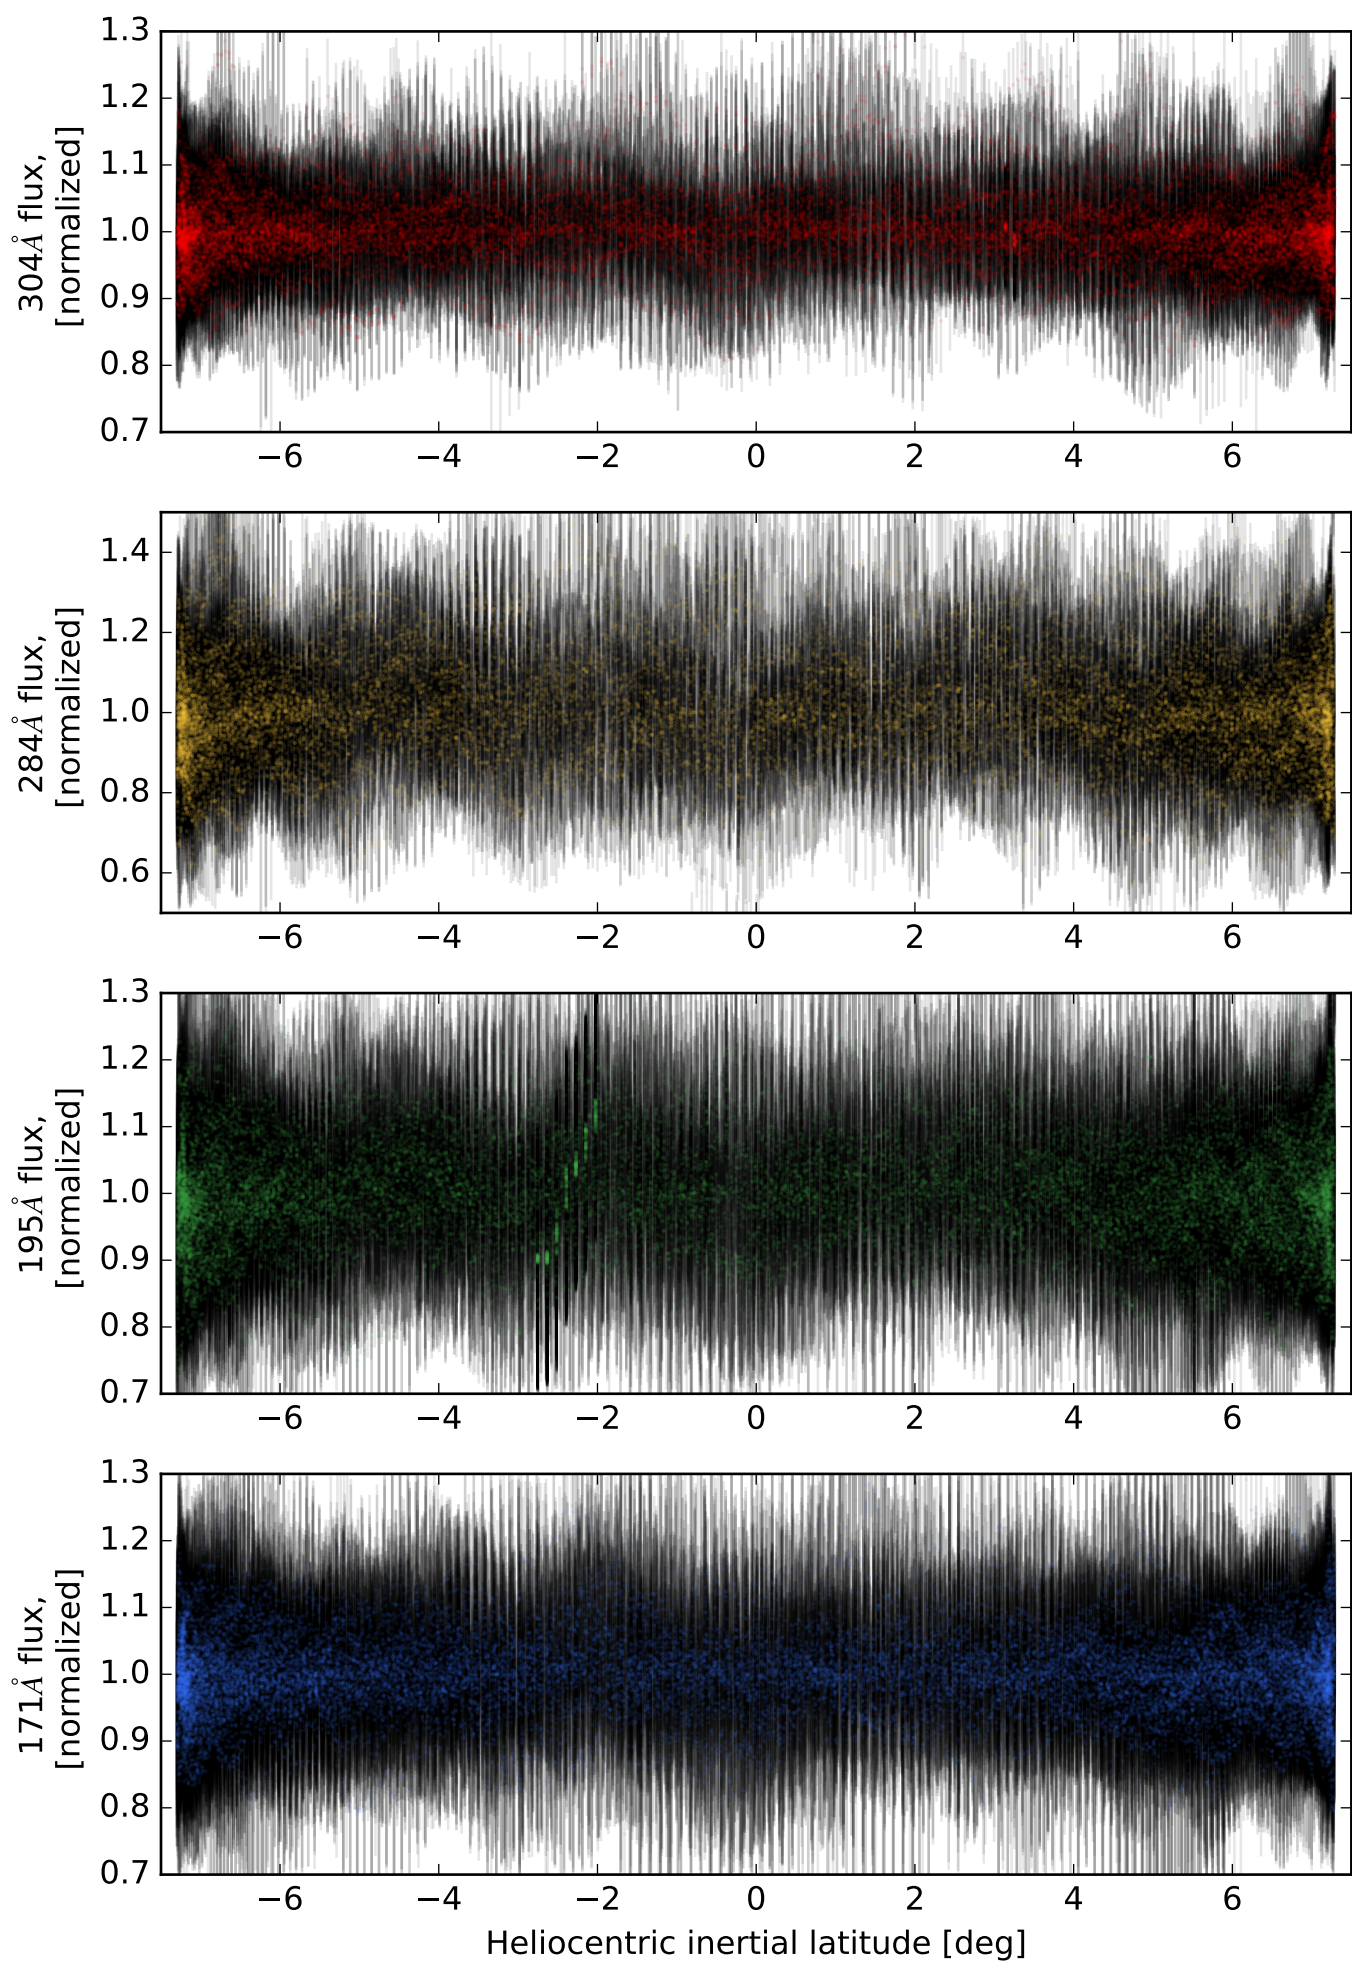 304Å flux,
[normalized]
1.3
1.2
1.1
1.0
0.9
0.8
0.7
−6 −4 −2 0 2 4 6
284Å flux,
[normalized]
1.4
1.2
1.0
0.8
0.6
−6 −4 −2 0 2 4 6
195Å flux,
[normalized]
1.3
1.2
1.1
1.0
0.9
0.8
0.7
−6 −4 −2 0 2 4 6
171Å flux,
[normalized]
1.3
1.2
1.1
1.0
0.9
0.8
0.7
−6 −4 −2 0 2 4 6
Heliocentric inertial latitude [deg]